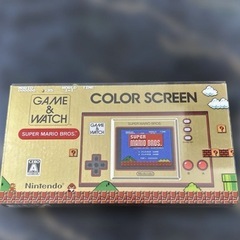 GAME
&
WATCH
COLOR SCREEN
SUPER MARIO BROS.
SUPER
MARIO BROS.
GAME
&
WATCH
Nintendo